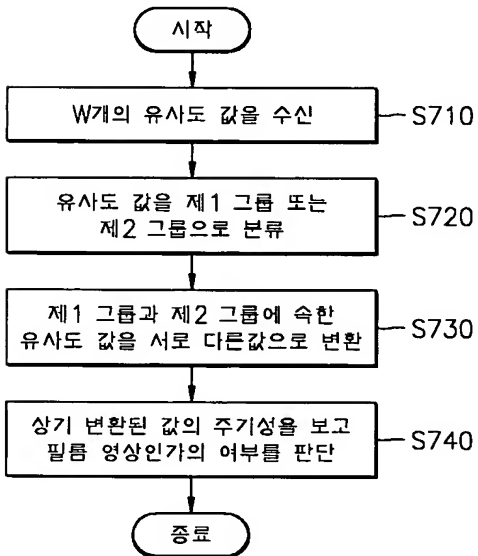 시작
W개의 유사도 값을 수신
S710
유사도 값을 제1 그룹 또는
제2 그룹으로 분류
S720
제1 그룹과 제2 그룹에 속한
유사도 값을 서로 다른값으로 변환
S730
상기 변환된 값의 주기성을 보고
필름 영상인가의 여부를 판단
S740
종료